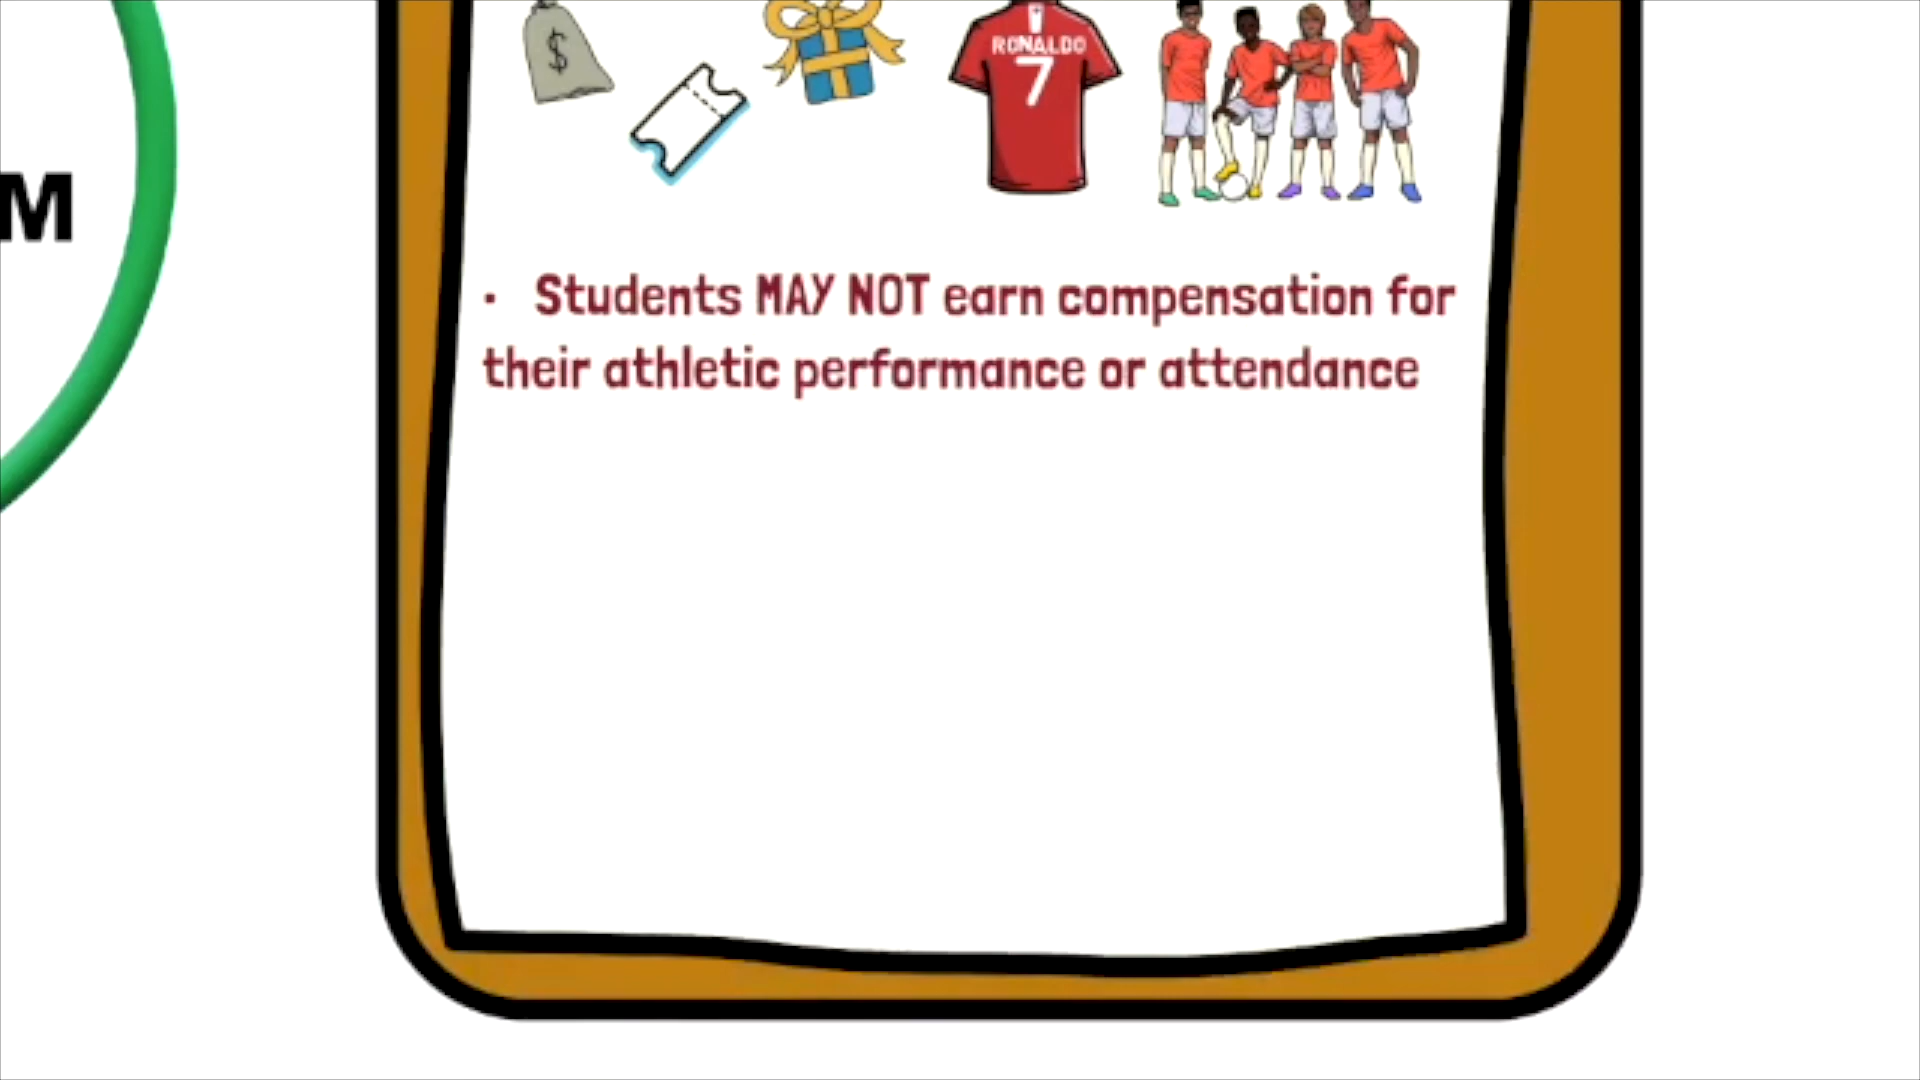 $
RONALDO
7
M
· Students MAY NOT earn compensation for
their athletic performance or attendance